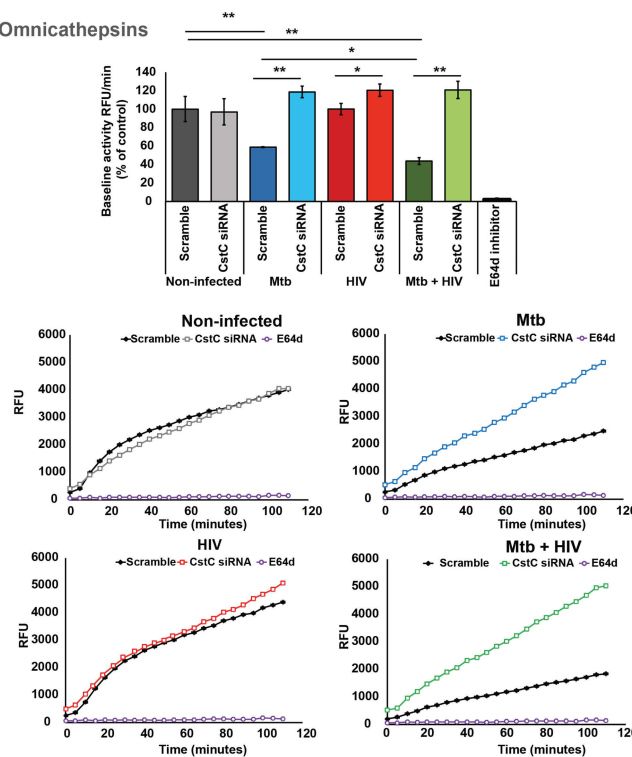 Omnicathepsins
**
**
*
** * **
Baseline activity RFU/min
(% of control)
140
120
100
80
60
40
20
0
Scramble CstC siRNA Scramble CstC siRNA Scramble CstC siRNA Scramble CstC siRNA E64d inhibitor
Non-infected Mtb HIV Mtb + HIV
Non-infected
Scramble CstC siRNA E64d
RFU
6000
5000
4000
3000
2000
1000
0
0 20 40 60 80 100 120
Time (minutes)
Mtb
Scramble CstC siRNA E64d
RFU
6000
5000
4000
3000
2000
1000
0
0 20 40 60 80 100 120
Time (minutes)
HIV
Scramble CstC siRNA E64d
RFU
6000
5000
4000
3000
2000
1000
0
0 20 40 60 80 100 120
Time (minutes)
Mtb + HIV
Scramble CstC siRNA E64d
RFU
6000
5000
4000
3000
2000
1000
0
0 20 40 60 80 100 120
Time (minutes)